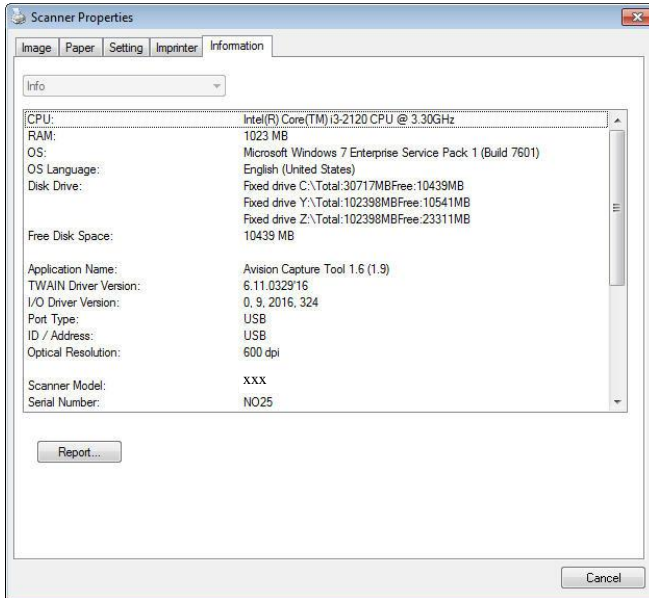 Scanner Properties
Image Paper Setting Imprinter Information
Info
CPU: Intel(R) Core(TM) i3-2120 CPU @ 3.30GHz
RAM: 1023 MB
OS: Microsoft Windows 7 Enterprise Service Pack 1 (Build 7601)
OS Language: English (United States)
Disk Drive: Fixed drive C:\Total:30717MBFree:10439MB
Fixed drive Y:\Total:102398MBFree:10541MB
Fixed drive Z:\Total:102398MBFree:23311MB
Free Disk Space: 10439 MB
Application Name: Avision Capture Tool 1.6 (1.9)
TWAIN Driver Version: 6.11.0329'16
I/O Driver Version: 0, 9, 2016, 324
Port Type: USB
ID / Address: USB
Optical Resolution: 600 dpi
Scanner Model: xxx
Serial Number: NO25
Report...
Cancel